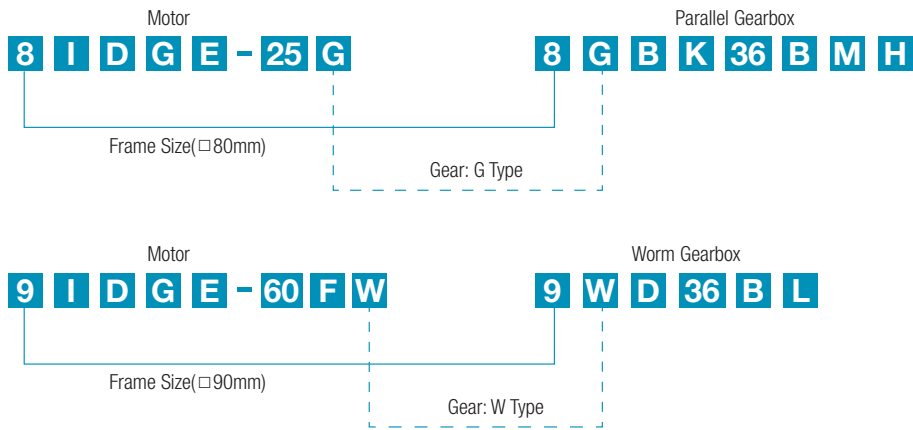 Motor Parallel Gearbox
8 I D G E - 25 G 8 G B K 36 B M H
Frame Size(□80mm)
Gear: G Type
Motor Worm Gearbox
9 I D G E - 60 F W 9 W D 36 B L
Frame Size(□90mm)
Gear: W Type